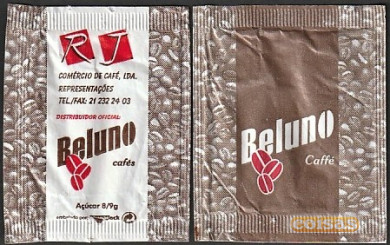 RJ
COMÉRCIO DE CAFÉ, LDA.
REPRESENTAÇÕES
TEL./FAX: 21 232 24 03
DISTRIBUIDOR OFICIAL:
Beluno
cafés
Açúcar 8/9g
Beluno
Caffé